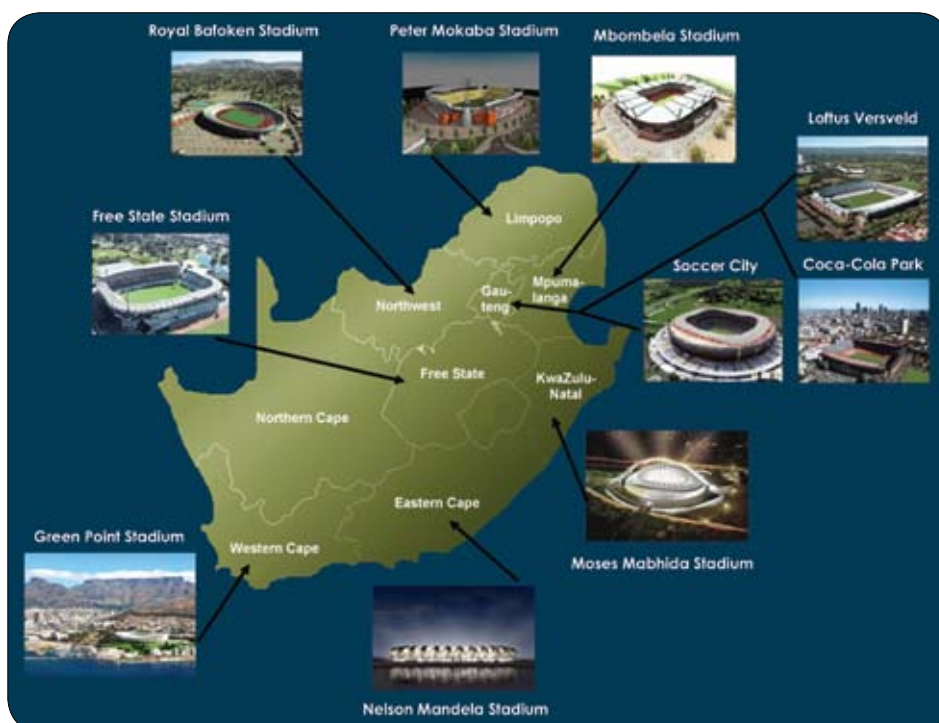 Royal Bafoken Stadium
Peter Mokaba Stadium
Mbombela Stadium
Loftus Versveld
Free State Stadium
Limpopo
Soccer City
Coca-Cola Park
Northwest
Gau-
teng
Mpuma-
langa
Free State
KwaZulu-
Natal
Northern Cape
Eastern Cape
Green Point Stadium
Western Cape
Moses Mabhida Stadium
Nelson Mandela Stadium